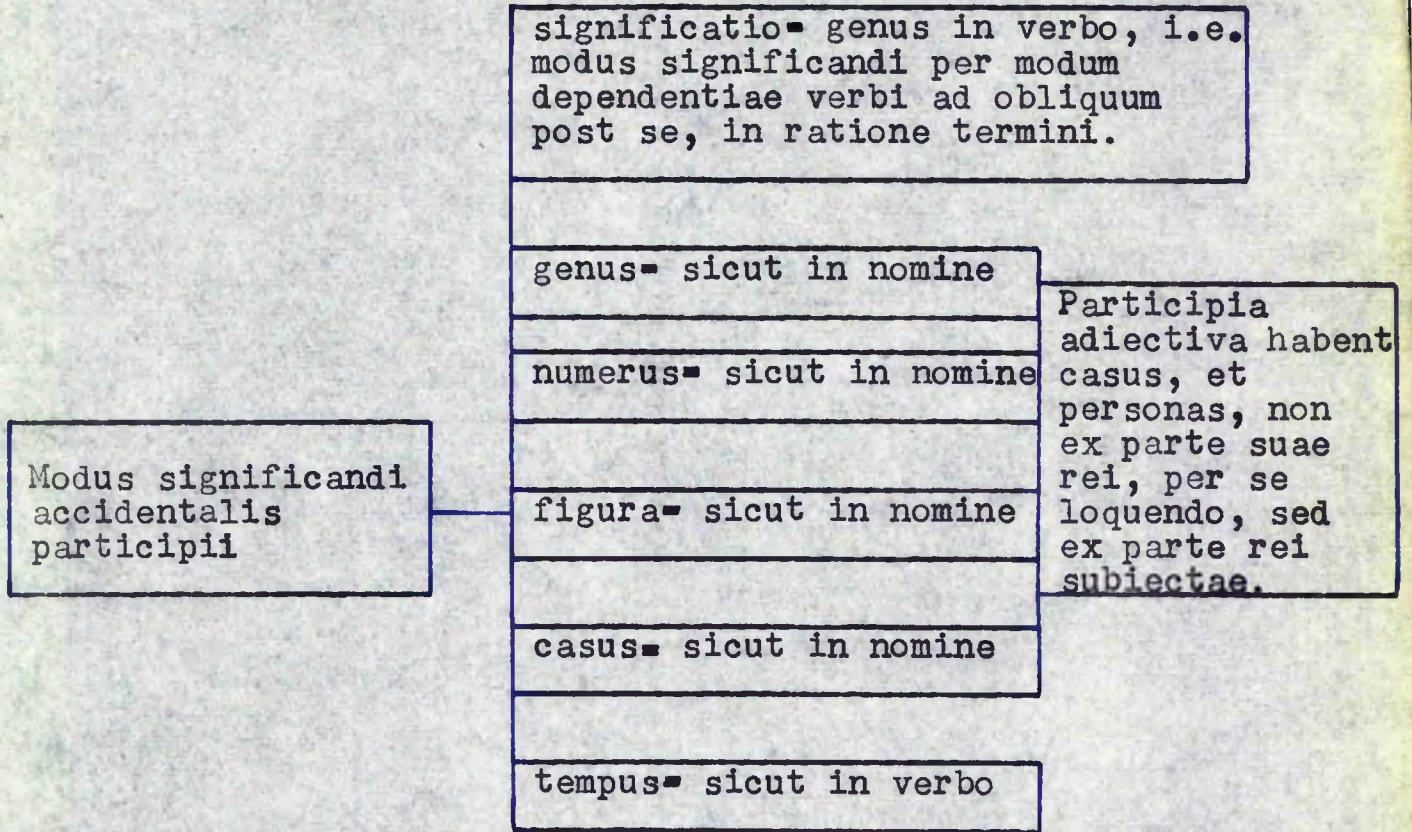 significatio= genus in verbo, i.e.
modus significandi per modum
dependentiae verbi ad obliquum
post se, in ratione termini.
genus= sicut in nomine
numerus= sicut in nomine
figura= sicut in nomine
casus= sicut in nomine
tempus= sicut in verbo
Modus significandi
accidentalis
participii
Participia
adiectiva habent
casus, et
personas, non
ex parte suae
rei, per se
loquendo, sed
ex parte rei
subiectae.